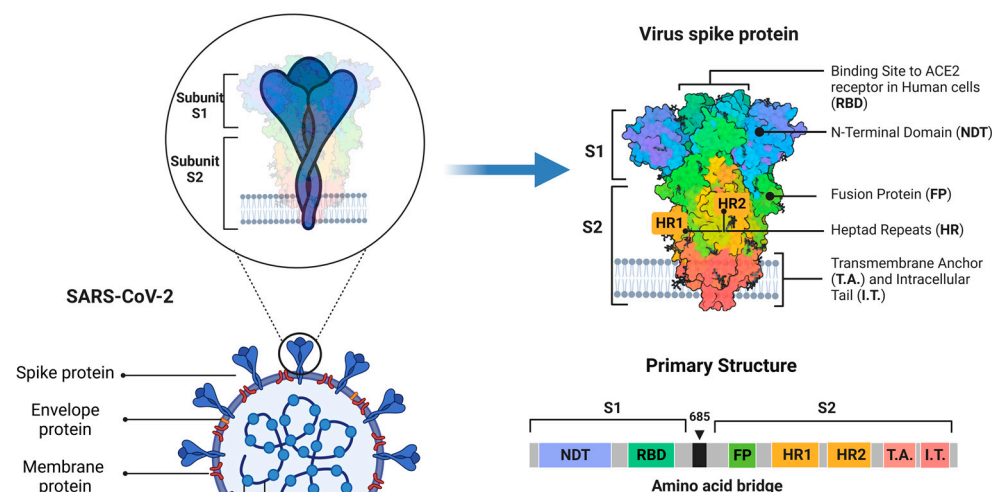 Virus spike protein
Subunit
S1
Subunit
S2
Binding Site to ACE2
receptor in Human cells
(RBD)
N-Terminal Domain (NDT)
S1
Fusion Protein (FP)
HR2
HR1
S2
Heptad Repeats (HR)
Transmembrane Anchor
(T.A.) and Intracellular
Tail (I.T.)
SARS-CoV-2
Spike protein
Envelope
protein
Membrane
protein
Primary Structure
S1
685
S2
NDT
RBD
FP
HR1
HR2
T.A.
I.T.
Amino acid bridge